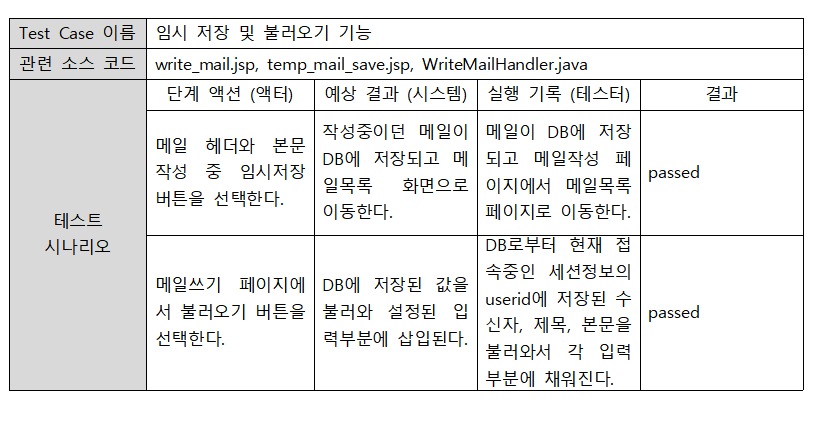 Test Case 이름
임시 저장 및 불러오기 기능
관련 소스 코드
write_mail.jsp, temp_mail_save.jsp, WriteMailHandler.java
테스트
시나리오
단계 액션 (액터)
예상 결과 (시스템)
실행 기록 (테스터)
결과
메일 헤더와 본문
작성 중 임시저장
버튼을 선택한다.
작성중이던 메일이
DB에 저장되고 메
일목록 화면으로
이동한다.
메일이 DB에 저장
되고 메일작성 페
이지에서 메일목록
페이지로 이동한다.
passed
메일쓰기 페이지에
서 불러오기 버튼을
선택한다.
DB에 저장된 값을
불러와 설정된 입
력부분에 삽입된다.
DB로부터 현재 접
속중인 세션정보의
userid에 저장된 수
신자, 제목, 본문을
불러와서 각 입력
부분에 채워진다.
passed